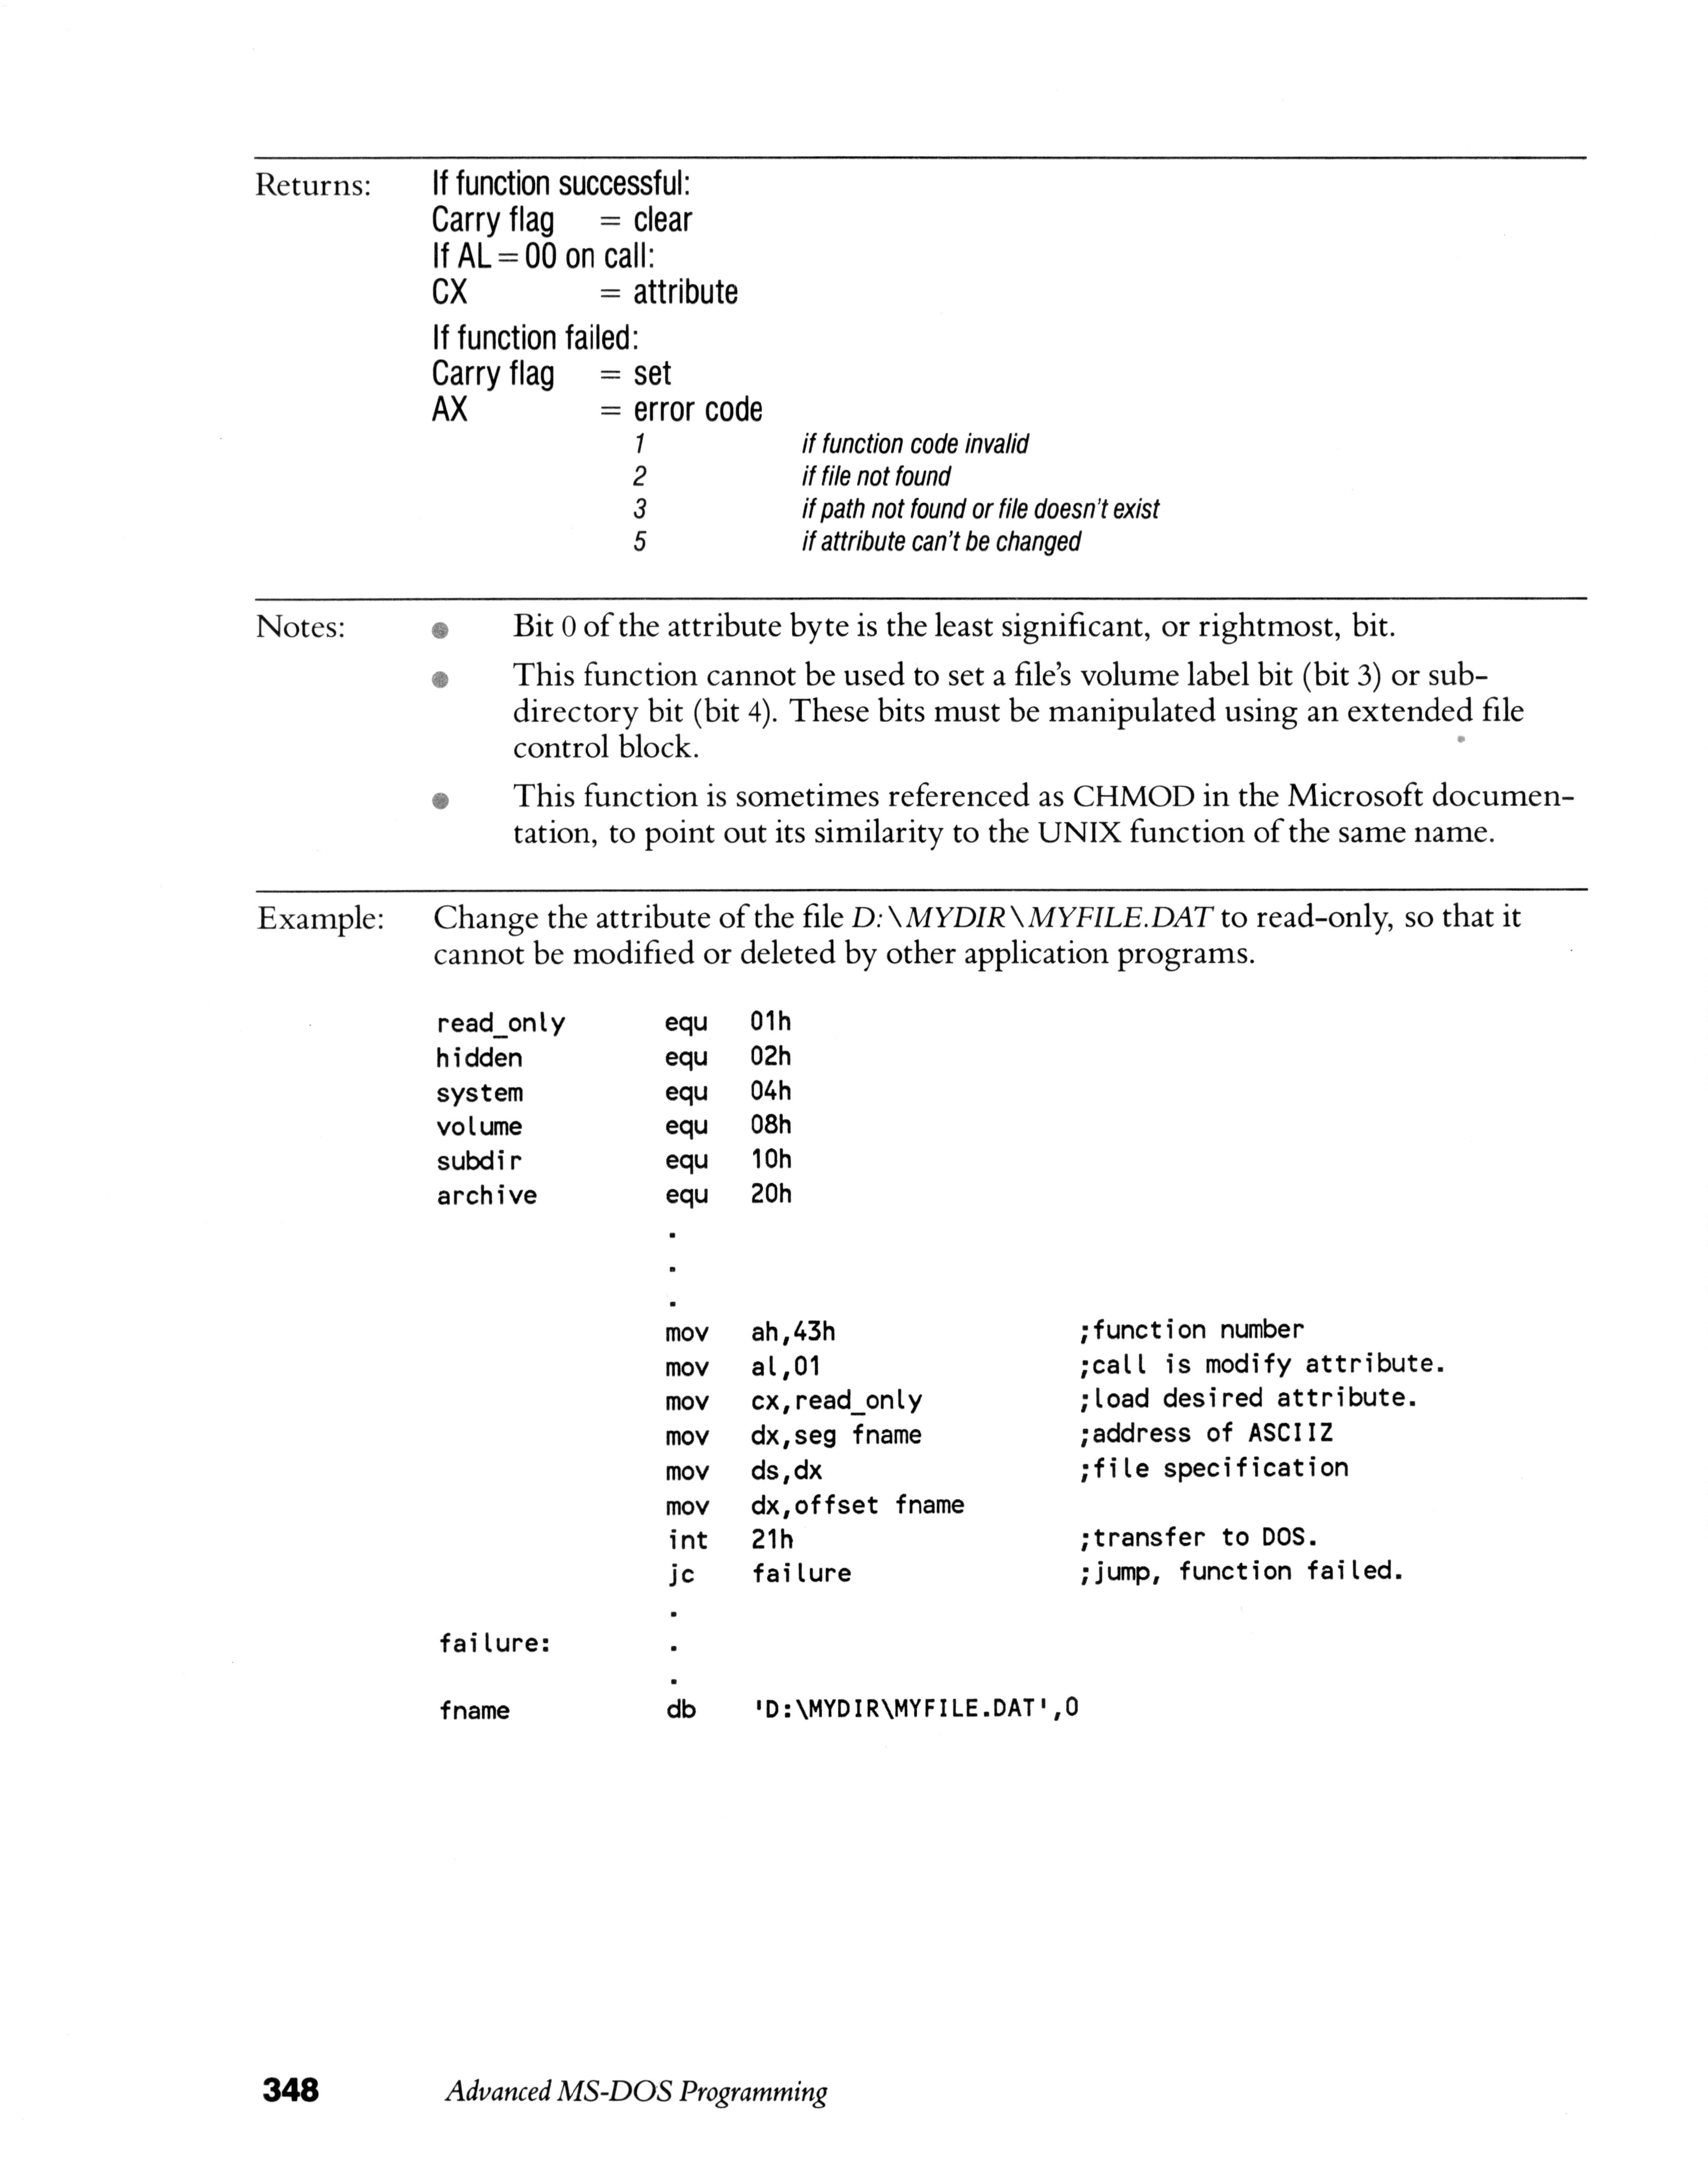 Returns: If function successful:
Carry flag = clear
If AL = 00 on call:
CX = attribute
If function failed:
Carry flag = set
AX = error code
1 if function code invalid
2 if file not found
3 if path not found or file doesn't exist
5 if attribute can't be changed
Notes: • Bit 0 of the attribute byte is the least significant, or rightmost, bit.
• This function cannot be used to set a file's volume label bit (bit 3) or sub-
directory bit (bit 4). These bits must be manipulated using an extended file
control block.
• This function is sometimes referenced as CHMOD in the Microsoft documen-
tation, to point out its similarity to the UNIX function of the same name.
Example: Change the attribute of the file D:\MYDIR\MYFILE.DAT to read-only, so that it
cannot be modified or deleted by other application programs.
read_only equ 01h
hidden equ 02h
system equ 04h
volume equ 08h
subdir equ 10h
archive equ 20h
.
.
.
mov ah,43h ;function number
mov al,01 ;call is modify attribute.
mov cx,read_only ;load desired attribute.
mov dx,seg fname ;address of ASCIIZ
mov ds,dx ;file specification
mov dx,offset fname
int 21h ;transfer to DOS.
jc failure ;jump, function failed.
.
failure: .
.
fname db 'D:\MYDIR\MYFILE.DAT',0
348 Advanced MS-DOS Programming